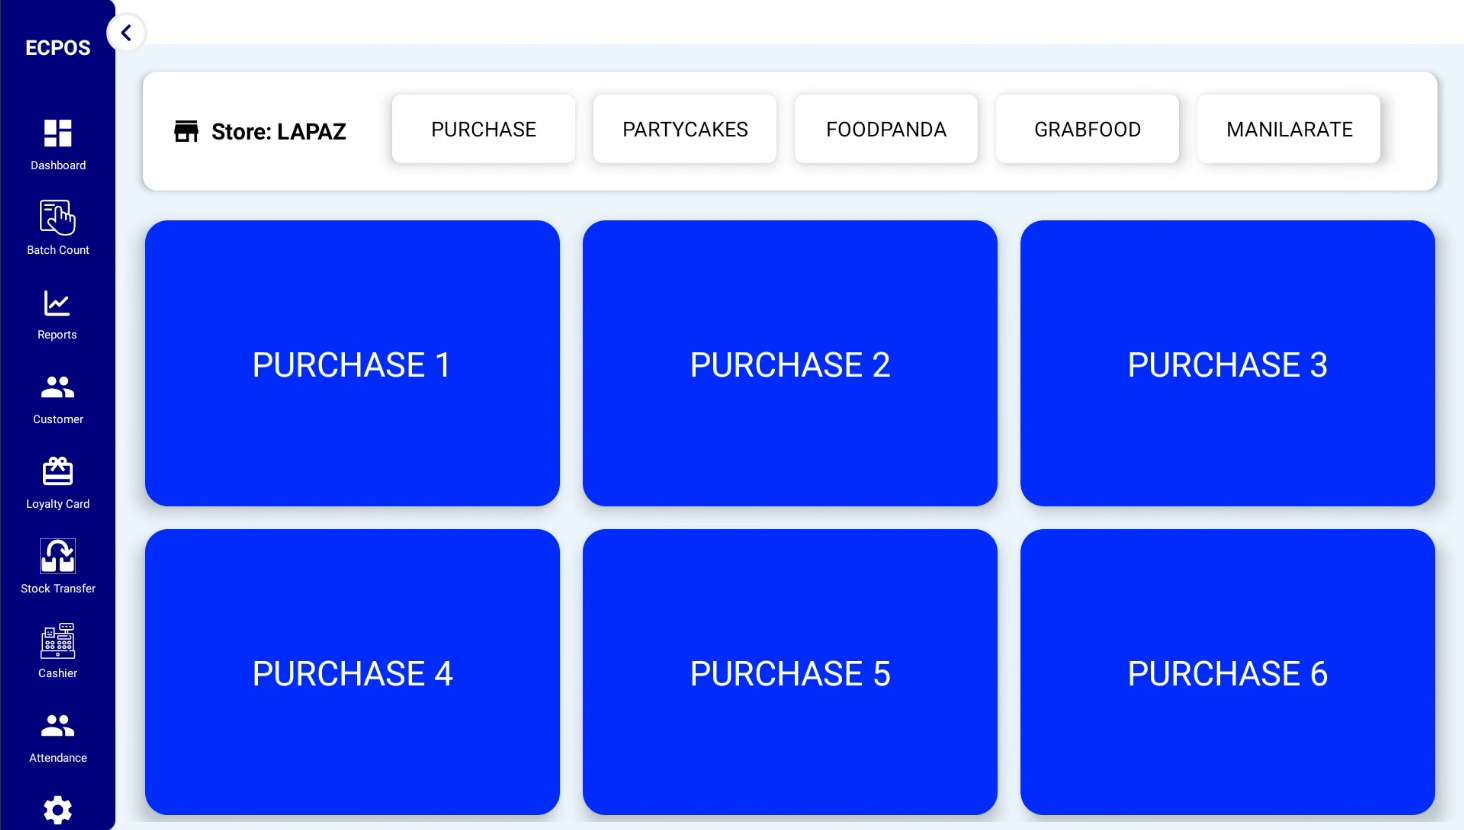 ECPOS
Dashboard
Batch Count
Reports
Customer
Loyalty Card
Stock Transfer
Cashier
Attendance
Store: LAPAZ
PURCHASE
PARTYCAKES
FOODPANDA
GRABFOOD
MANILARATE
PURCHASE 1
PURCHASE 2
PURCHASE 3
PURCHASE 4
PURCHASE 5
PURCHASE 6